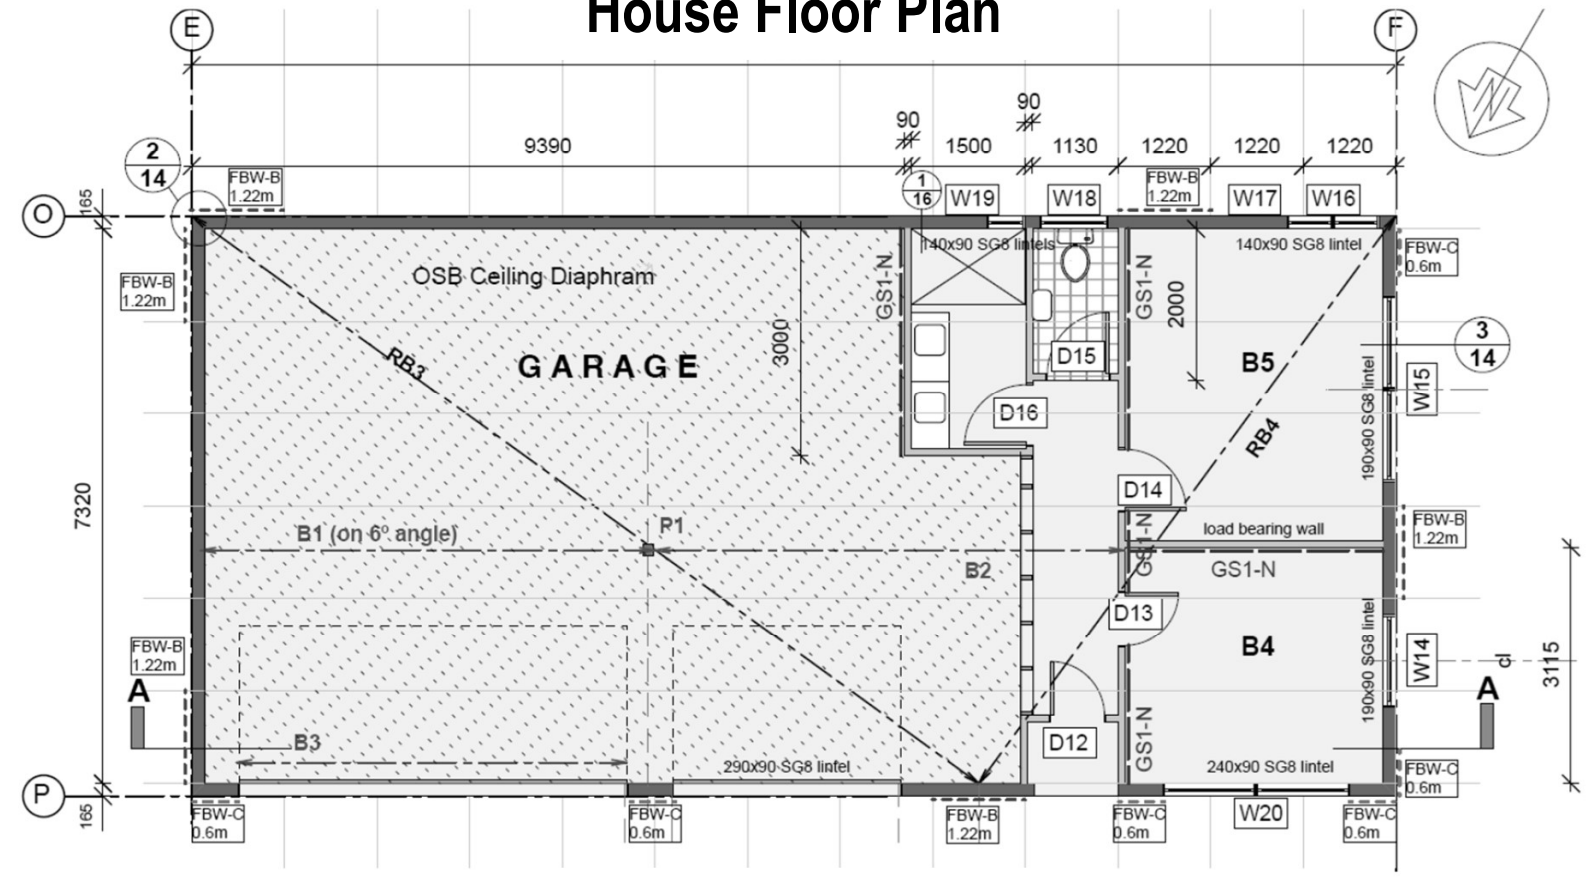 House Floor Plan
E
F
90
90
9390
1500
1130
1220
1220
1220
2
14
FBW-B
1.22m
1
16
W19
W18
FBW-B
1.22m
W17
W16
O
165
140x90 SG8 lintels
140x90 SG8 lintel
FBW-C
0.6m
OSB Ceiling Diaphram
FBW-B
1.22m
GS1-N
GS1-N
2000
3000
3
14
RB3
GARAGE
D15
B5
W15
D16
190x90 SG8 lintel
RB4
7320
D14
B1 (on 6º angle)
P1
GS1-N
load bearing wall
FBW-B
1.22m
B2
GS1-N
D13
FBW-B
1.22m
B4
190x90 SG8 lintel
W14
cl
3115
A
A
B3
D12
GS1-N
290x90 SG8 lintel
240x90 SG8 lintel
FBW-C
0.6m
P
165
FBW-C
0.6m
FBW-C
0.6m
FBW-B
1.22m
FBW-C
0.6m
W20
FBW-C
0.6m